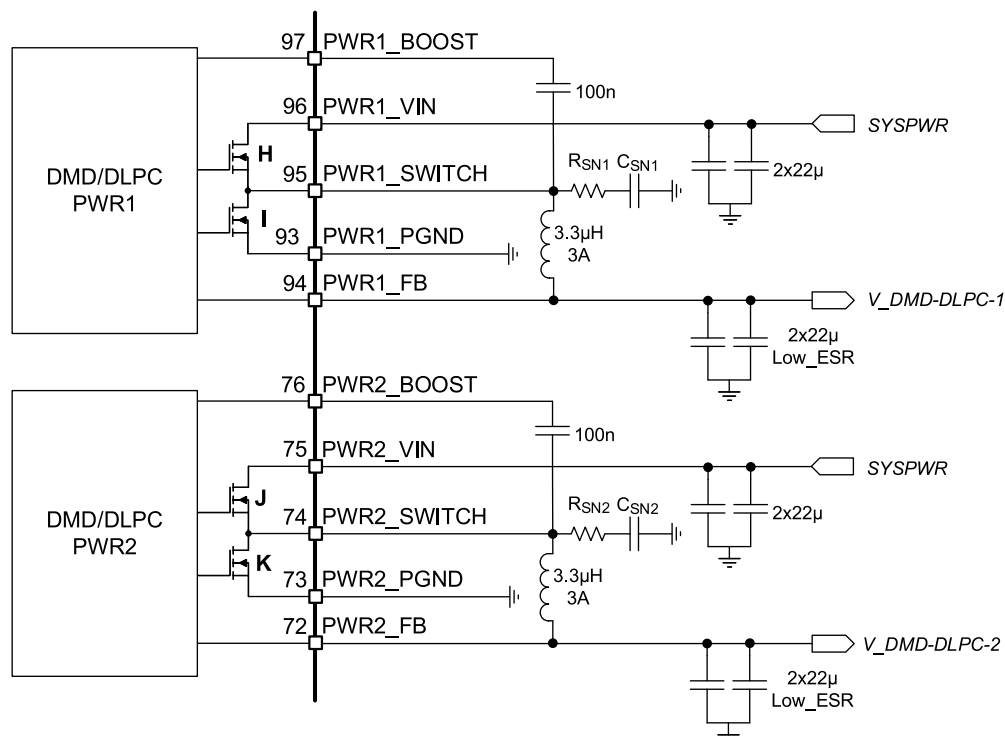 97 PWR1_BOOST
100n
96 PWR1_VIN
SYSPWR
H
RSN1 CSN1
2x22µ
DMD/DLPC
PWR1
95 PWR1_SWITCH
I
93 PWR1_PGND
3.3µH
3A
94 PWR1_FB
V_DMD-DLPC-1
2x22µ
Low_ESR
76 PWR2_BOOST
100n
75 PWR2_VIN
SYSPWR
J
RSN2 CSN2
2x22µ
DMD/DLPC
PWR2
74 PWR2_SWITCH
K
73 PWR2_PGND
3.3µH
3A
72 PWR2_FB
V_DMD-DLPC-2
2x22µ
Low_ESR